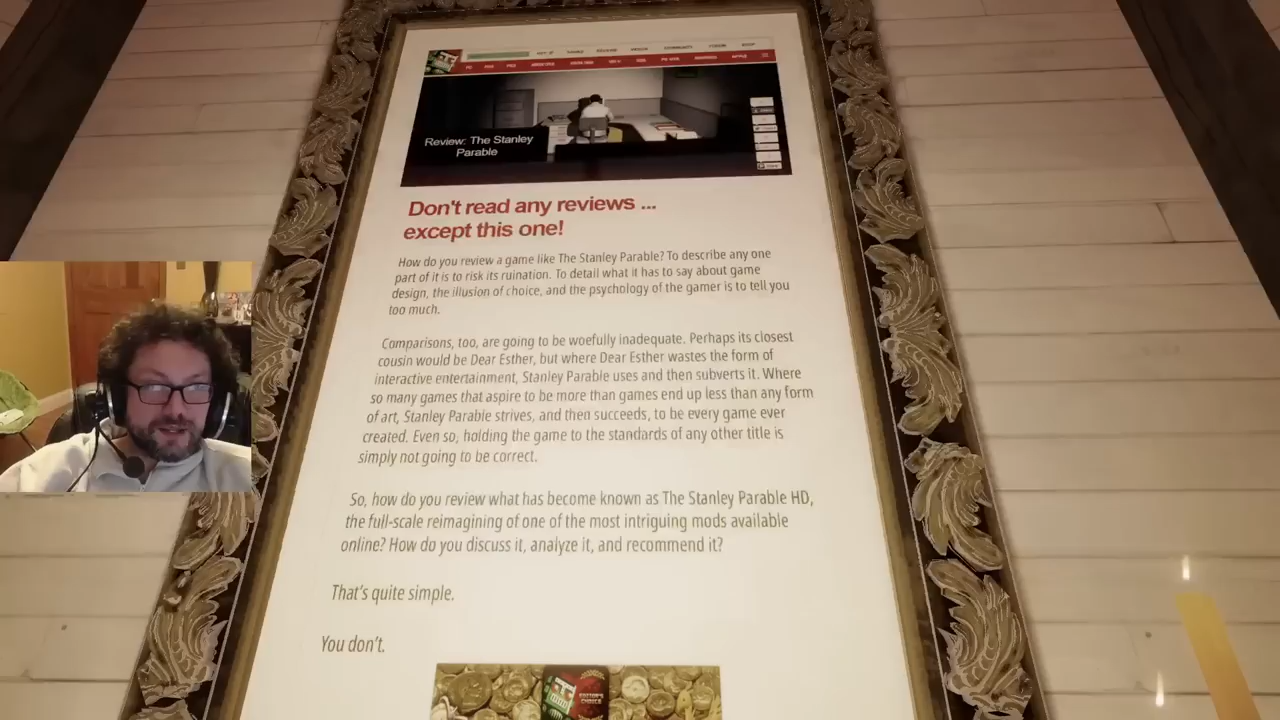 Review: The Stanley
Parable
Don't read any reviews ...
except this one!
How do you review a game like The Stanley Parable? To describe any one
part of it is to risk its ruination. To detail what it has to say about game
design, the illusion of choice, and the psychology of the gamer is to tell you
too much.
Comparisons, too, are going to be woefully inadequate. Perhaps its closest
cousin would be Dear Esther, but where Dear Esther wastes the form of
interactive entertainment, Stanley Parable uses and then subverts it. Where
so many games that aspire to be more than games end up less than any form
of art, Stanley Parable strives, and then succeeds, to be every game ever
created. Even so, holding the game to the standards of any other title is
simply not going to be correct.
So, how do you review what has become known as The Stanley Parable HD,
the full-scale reimagining of one of the most intriguing mods available
online? How do you discuss it, analyze it, and recommend it?
That's quite simple.
You don't.
EDITOR'S
CHOICE